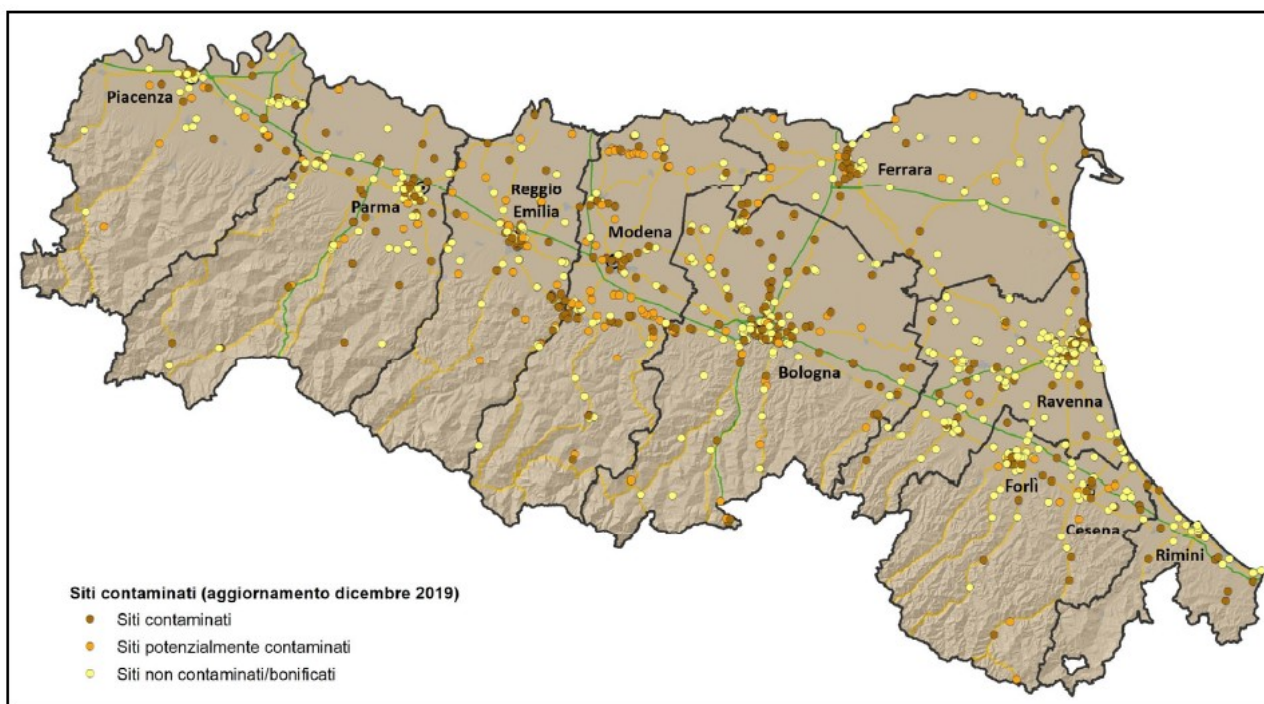 Piacenza
Parma
Reggio
Emilia
Modena
Ferrara
Bologna
Ravenna
Forlì
Cesena
Rimini
Siti contaminati (aggiornamento dicembre 2019)
Siti contaminati
Siti potenzialmente contaminati
Siti non contaminati/bonificati